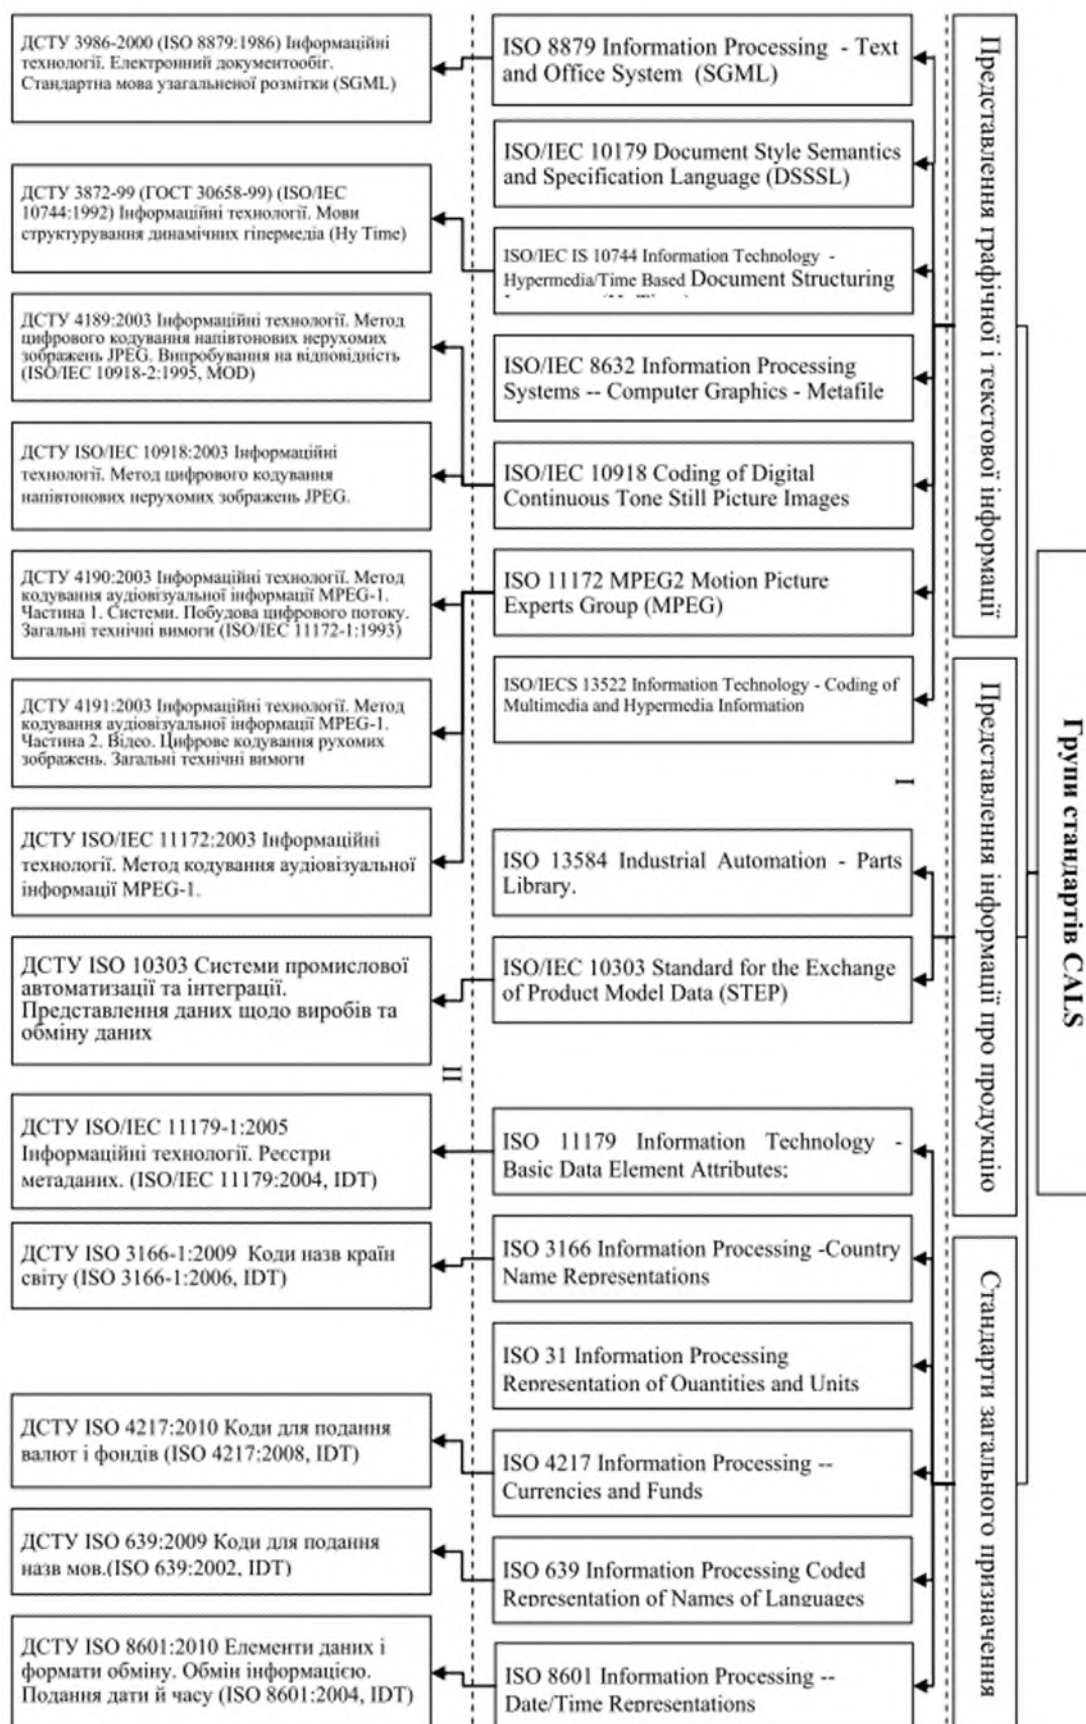 Групи стандартів CALS
Представлення графічної і текстової інформації
Представлення інформації про продукцію
Стандарти загального призначення
ISO 8879 Information Processing - Text
and Office System (SGML)
ISO/IEC 10179 Document Style Semantics
and Specification Language (DSSSL)
ISO/IEC IS 10744 Information Technology -
Hypermedia/Time Based Document Structuring
ISO/IEC 8632 Information Processing
Systems -- Computer Graphics - Metafile
ISO/IEC 10918 Coding of Digital
Continuous Tone Still Picture Images
ISO 11172 MPEG2 Motion Picture
Experts Group (MPEG)
ISO/IECS 13522 Information Technology - Coding of
Multimedia and Hypermedia Information
I
ISO 13584 Industrial Automation - Parts
Library.
ISO/IEC 10303 Standard for the Exchange
of Product Model Data (STEP)
ISO 11179 Information Technology -
Basic Data Element Attributes:
ISO 3166 Information Processing -Country
Name Representations
ISO 31 Information Processing
Representation of Quantities and Units
ISO 4217 Information Processing --
Currencies and Funds
ISO 639 Information Processing Coded
Representation of Names of Languages
ISO 8601 Information Processing --
Date/Time Representations
ДСТУ 3986-2000 (ISO 8879:1986) Інформаційні
технології. Електронний документообіг.
Стандартна мова узагальненої розмітки (SGML)
ДСТУ 3872-99 (ГОСТ 30658-99) (ISO/IEC
10744:1992) Інформаційні технології. Мови
структурування динамічних гіпермедіа (Hy Time)
ДСТУ 4189:2003 Інформаційні технології. Метод
цифрового кодування напівтонових нерухомих
зображень JPEG. Випробування на відповідність
(ISO/IEC 10918-2:1995, MOD)
ДСТУ ISO/IEC 10918:2003 Інформаційні
технології. Метод цифрового кодування
напівтонових нерухомих зображень JPEG.
ДСТУ 4190:2003 Інформаційні технології. Метод
кодування аудіовізуальної інформації MPEG-1.
Частина 1. Системи. Побудова цифрового потоку.
Загальні технічні вимоги (ISO/IEC 11172-1:1993)
ДСТУ 4191:2003 Інформаційні технології. Метод
кодування аудіовізуальної інформації MPEG-1.
Частина 2. Відео. Цифрове кодування рухомих
зображень. Загальні технічні вимоги
ДСТУ ISO/IEC 11172:2003 Інформаційні
технології. Метод кодування аудіовізуальної
інформації MPEG-1.
ДСТУ ISO 10303 Системи промислової
автоматизації та інтеграції.
Представлення даних щодо виробів та
обміну даних
II
ДСТУ ISO/IEC 11179-1:2005
Інформаційні технології. Реєстри
метаданих. (ISO/IEC 11179:2004, IDT)
ДСТУ ISO 3166-1:2009 Коди назв країн
світу (ISO 3166-1:2006, IDT)
ДСТУ ISO 4217:2010 Коди для подання
валют і фондів (ISO 4217:2008, IDT)
ДСТУ ISO 639:2009 Коди для подання
назв мов.(ISO 639:2002, IDT)
ДСТУ ISO 8601:2010 Елементи даних і
формати обміну. Обмін інформацією.
Подання дати й часу (ISO 8601:2004, IDT)